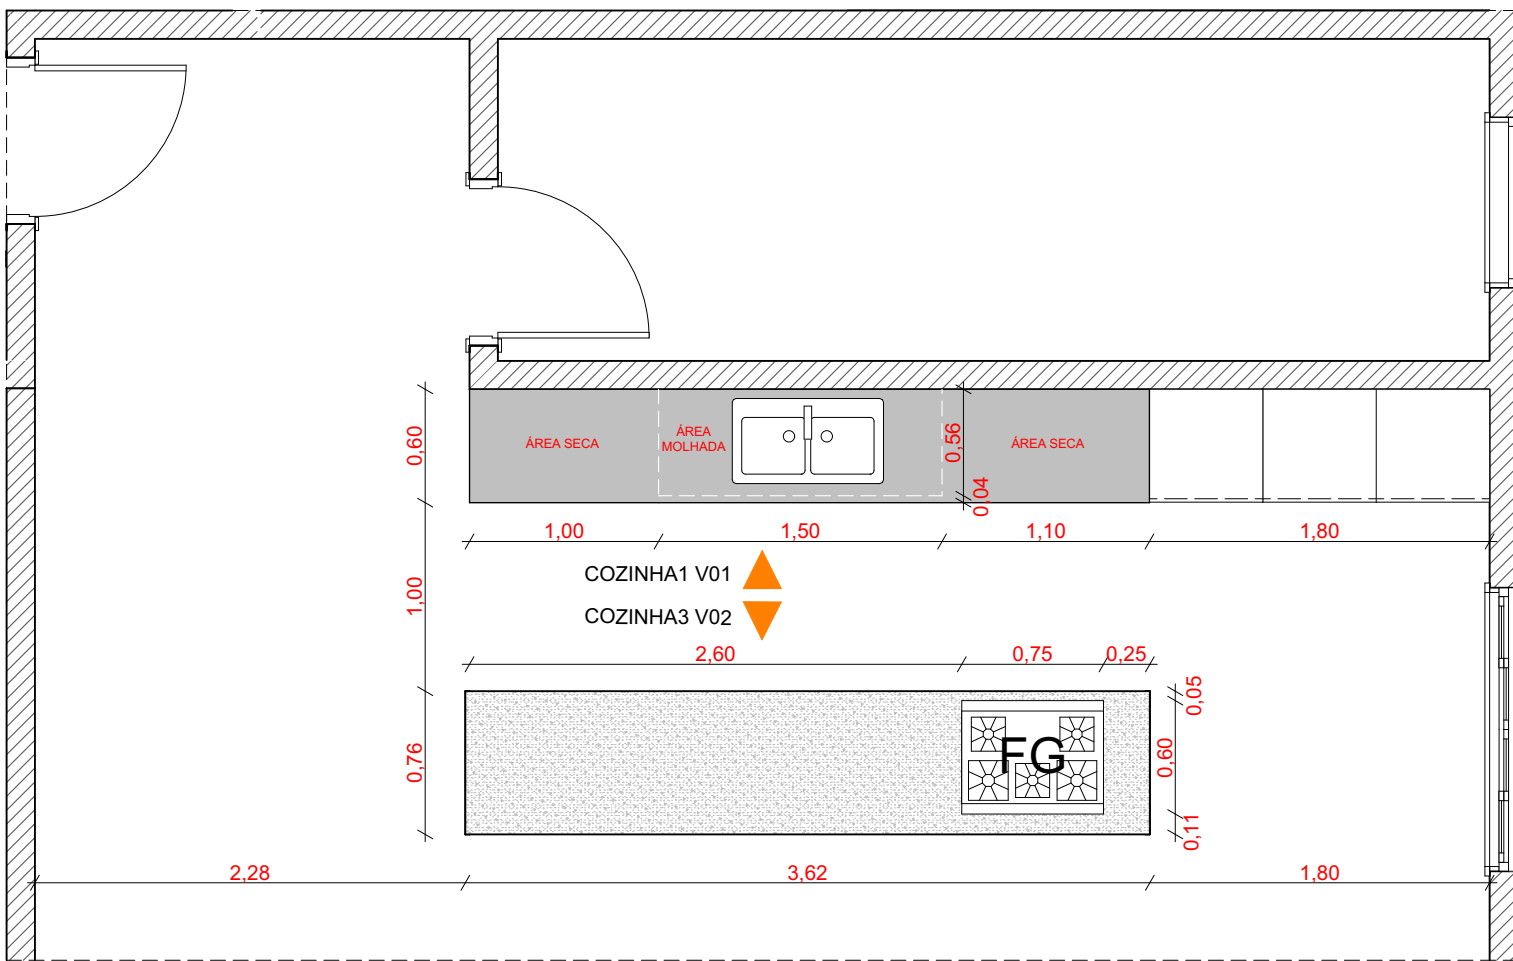 0,60
ÁREA SECA
ÁREA
MOLHADA
0,56
0,04
ÁREA SECA
1,00
1,50
1,10
1,80
1,00
COZINHA1 V01
COZINHA3 V02
2,60
0,75
0,25
0,76
FG
0,05
0,60
0,11
2,28
3,62
1,80